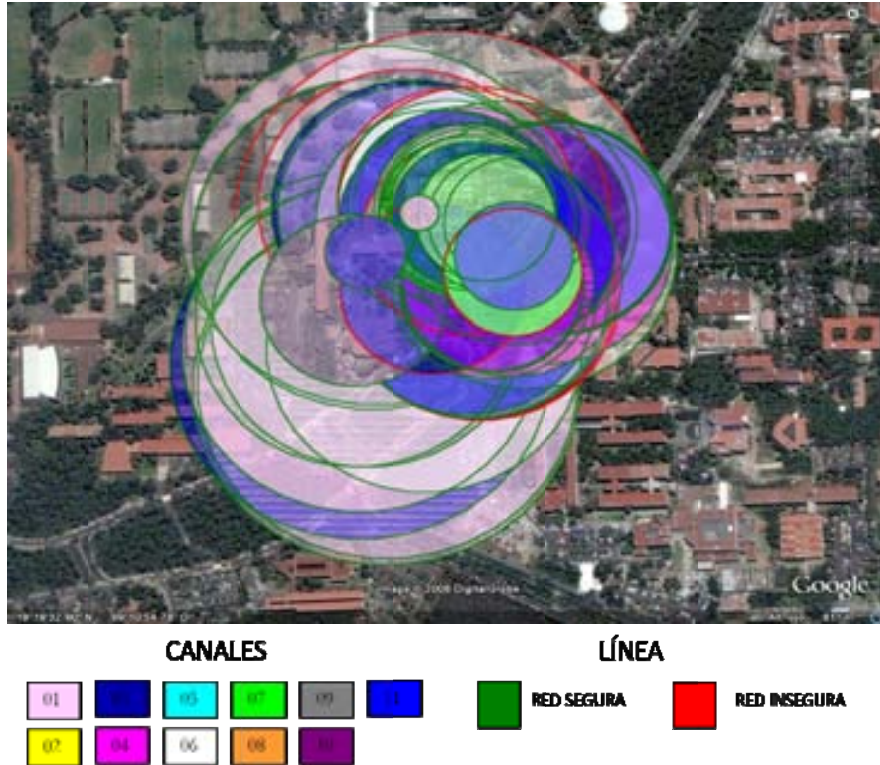 Google
CANALES
LÍNEA
01 05 07 09
RED SEGURA
RED INSEGURA
02 04 06 08